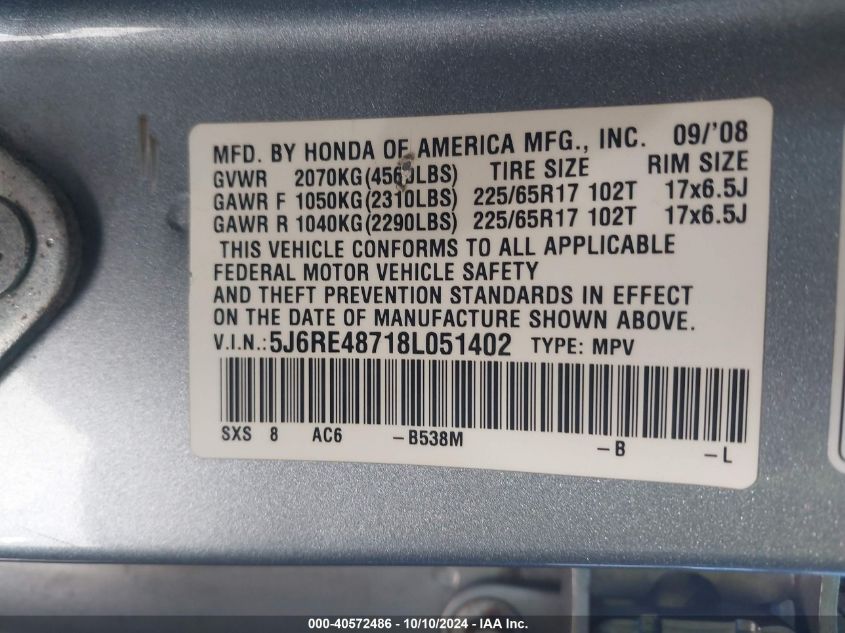 MFD. BY HONDA OF AMERICA MFG., INC. 09/'08
GVWR 2070KG(4563LBS) TIRE SIZE RIM SIZE
GAWR F 1050KG(2310LBS) 225/65R17 102T 17x6.5J
GAWR R 1040KG(2290LBS) 225/65R17 102T 17x6.5J
THIS VEHICLE CONFORMS TO ALL APPLICABLE
FEDERAL MOTOR VEHICLE SAFETY
AND THEFT PREVENTION STANDARDS IN EFFECT
ON THE DATE OF MANUFACTURE SHOWN ABOVE.
V.I.N.: 5J6RE48718L051402 TYPE: MPV
SXS 8 AC6 -B538M -B -L
000-40572486 - 10/10/2024 - IAA Inc.